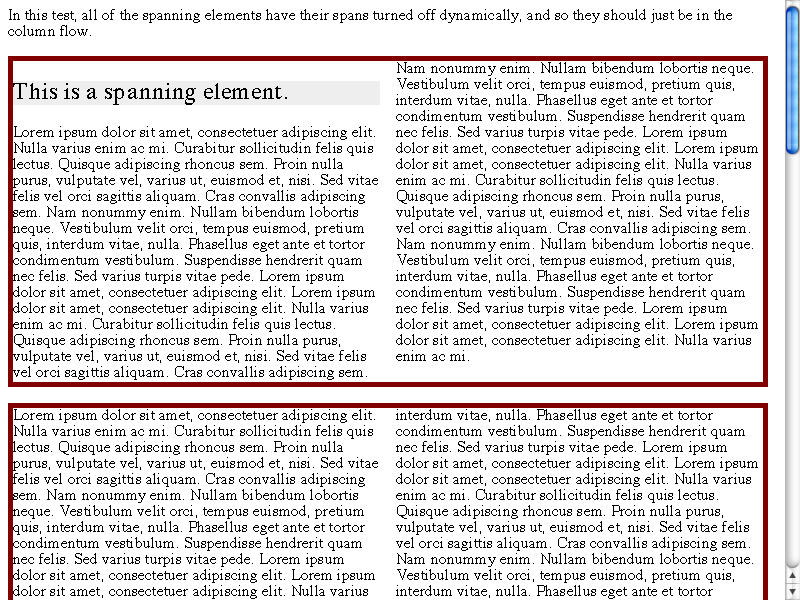 In this test, all of the spanning elements have their spans turned off dynamically, and so they should just be in the
column flow.
This is a spanning element.
Lorem ipsum dolor sit amet, consectetuer adipiscing elit.
Nulla varius enim ac mi. Curabitur sollicitudin felis quis
lectus. Quisque adipiscing rhoncus sem. Proin nulla
purus, vulputate vel, varius ut, euismod et, nisi. Sed vitae
felis vel orci sagittis aliquam. Cras convallis adipiscing
sem. Nam nonummy enim. Nullam bibendum lobortis
neque. Vestibulum velit orci, tempus euismod, pretium
quis, interdum vitae, nulla. Phasellus eget ante et tortor
condimentum vestibulum. Suspendisse hendrerit quam
nec felis. Sed varius turpis vitae pede. Lorem ipsum
dolor sit amet, consectetuer adipiscing elit. Lorem ipsum
dolor sit amet, consectetuer adipiscing elit. Nulla varius
enim ac mi. Curabitur sollicitudin felis quis lectus.
Quisque adipiscing rhoncus sem. Proin nulla purus,
vulputate vel, varius ut, euismod et, nisi. Sed vitae felis
vel orci sagittis aliquam. Cras convallis adipiscing sem.
Nam nonummy enim. Nullam bibendum lobortis neque.
Vestibulum velit orci, tempus euismod, pretium quis,
interdum vitae, nulla. Phasellus eget ante et tortor
condimentum vestibulum. Suspendisse hendrerit quam
nec felis. Sed varius turpis vitae pede. Lorem ipsum
dolor sit amet, consectetuer adipiscing elit. Lorem ipsum
dolor sit amet, consectetuer adipiscing elit. Nulla varius
enim ac mi. Curabitur sollicitudin felis quis lectus.
Quisque adipiscing rhoncus sem. Proin nulla purus,
vulputate vel, varius ut, euismod et, nisi. Sed vitae felis
vel orci sagittis aliquam. Cras convallis adipiscing sem.
Nam nonummy enim. Nullam bibendum lobortis neque.
Vestibulum velit orci, tempus euismod, pretium quis,
interdum vitae, nulla. Phasellus eget ante et tortor
condimentum vestibulum. Suspendisse hendrerit quam
nec felis. Sed varius turpis vitae pede. Lorem ipsum
dolor sit amet, consectetuer adipiscing elit. Lorem ipsum
dolor sit amet, consectetuer adipiscing elit. Nulla varius
enim ac mi.
Lorem ipsum dolor sit amet, consectetuer adipiscing elit.
Nulla varius enim ac mi. Curabitur sollicitudin felis quis
lectus. Quisque adipiscing rhoncus sem. Proin nulla
purus, vulputate vel, varius ut, euismod et, nisi. Sed vitae
felis vel orci sagittis aliquam. Cras convallis adipiscing
sem. Nam nonummy enim. Nullam bibendum lobortis
neque. Vestibulum velit orci, tempus euismod, pretium
quis, interdum vitae, nulla. Phasellus eget ante et tortor
condimentum vestibulum. Suspendisse hendrerit quam
nec felis. Sed varius turpis vitae pede. Lorem ipsum
dolor sit amet, consectetuer adipiscing elit. Lorem ipsum
dolor sit amet, consectetuer adipiscing elit. Nulla varius
interdum vitae, nulla. Phasellus eget ante et tortor
condimentum vestibulum. Suspendisse hendrerit quam
nec felis. Sed varius turpis vitae pede. Lorem ipsum
dolor sit amet, consectetuer adipiscing elit. Lorem ipsum
dolor sit amet, consectetuer adipiscing elit. Nulla varius
enim ac mi. Curabitur sollicitudin felis quis lectus.
Quisque adipiscing rhoncus sem. Proin nulla purus,
vulputate vel, varius ut, euismod et, nisi. Sed vitae felis
vel orci sagittis aliquam. Cras convallis adipiscing sem.
Nam nonummy enim. Nullam bibendum lobortis neque.
Vestibulum velit orci, tempus euismod, pretium quis,
interdum vitae, nulla. Phasellus eget ante et tortor